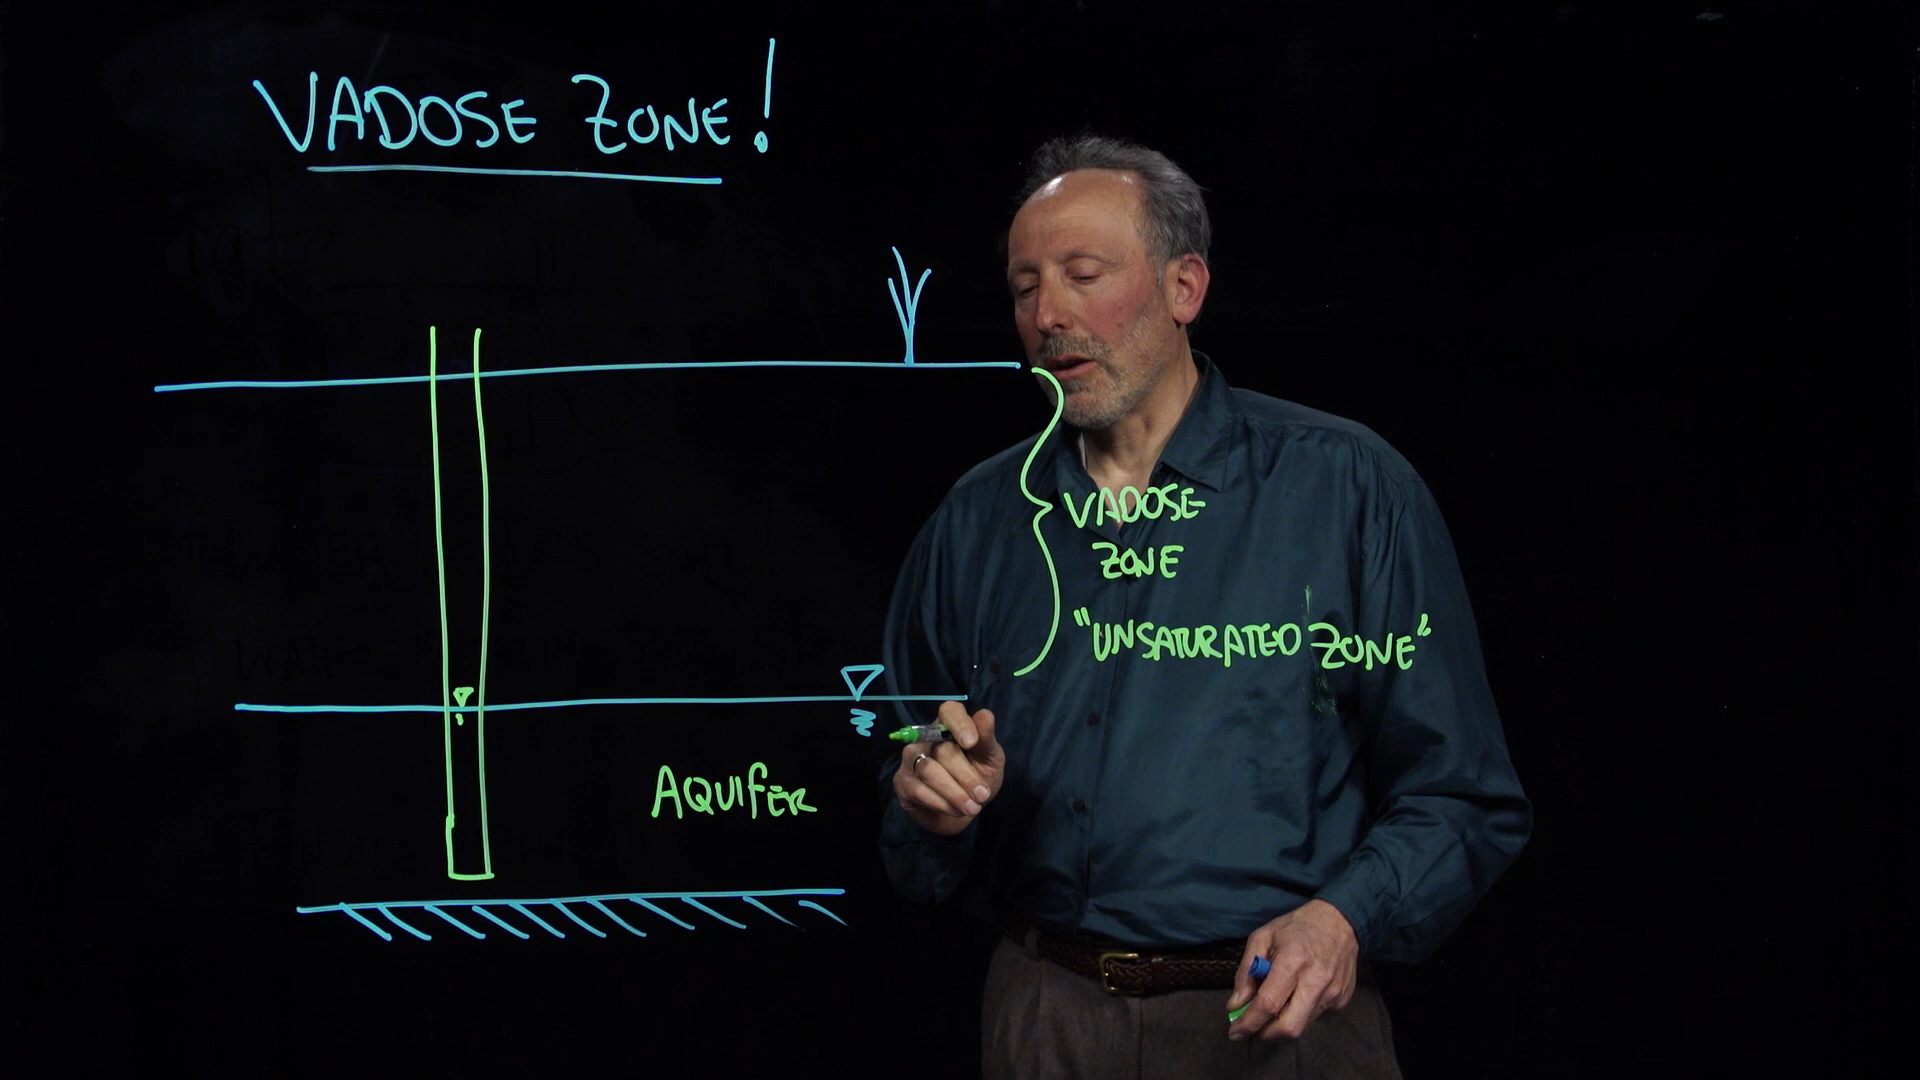 VADOSE ZONE!
VADOSE
ZONE
"UNSATURATED ZONE"
AQUIFER